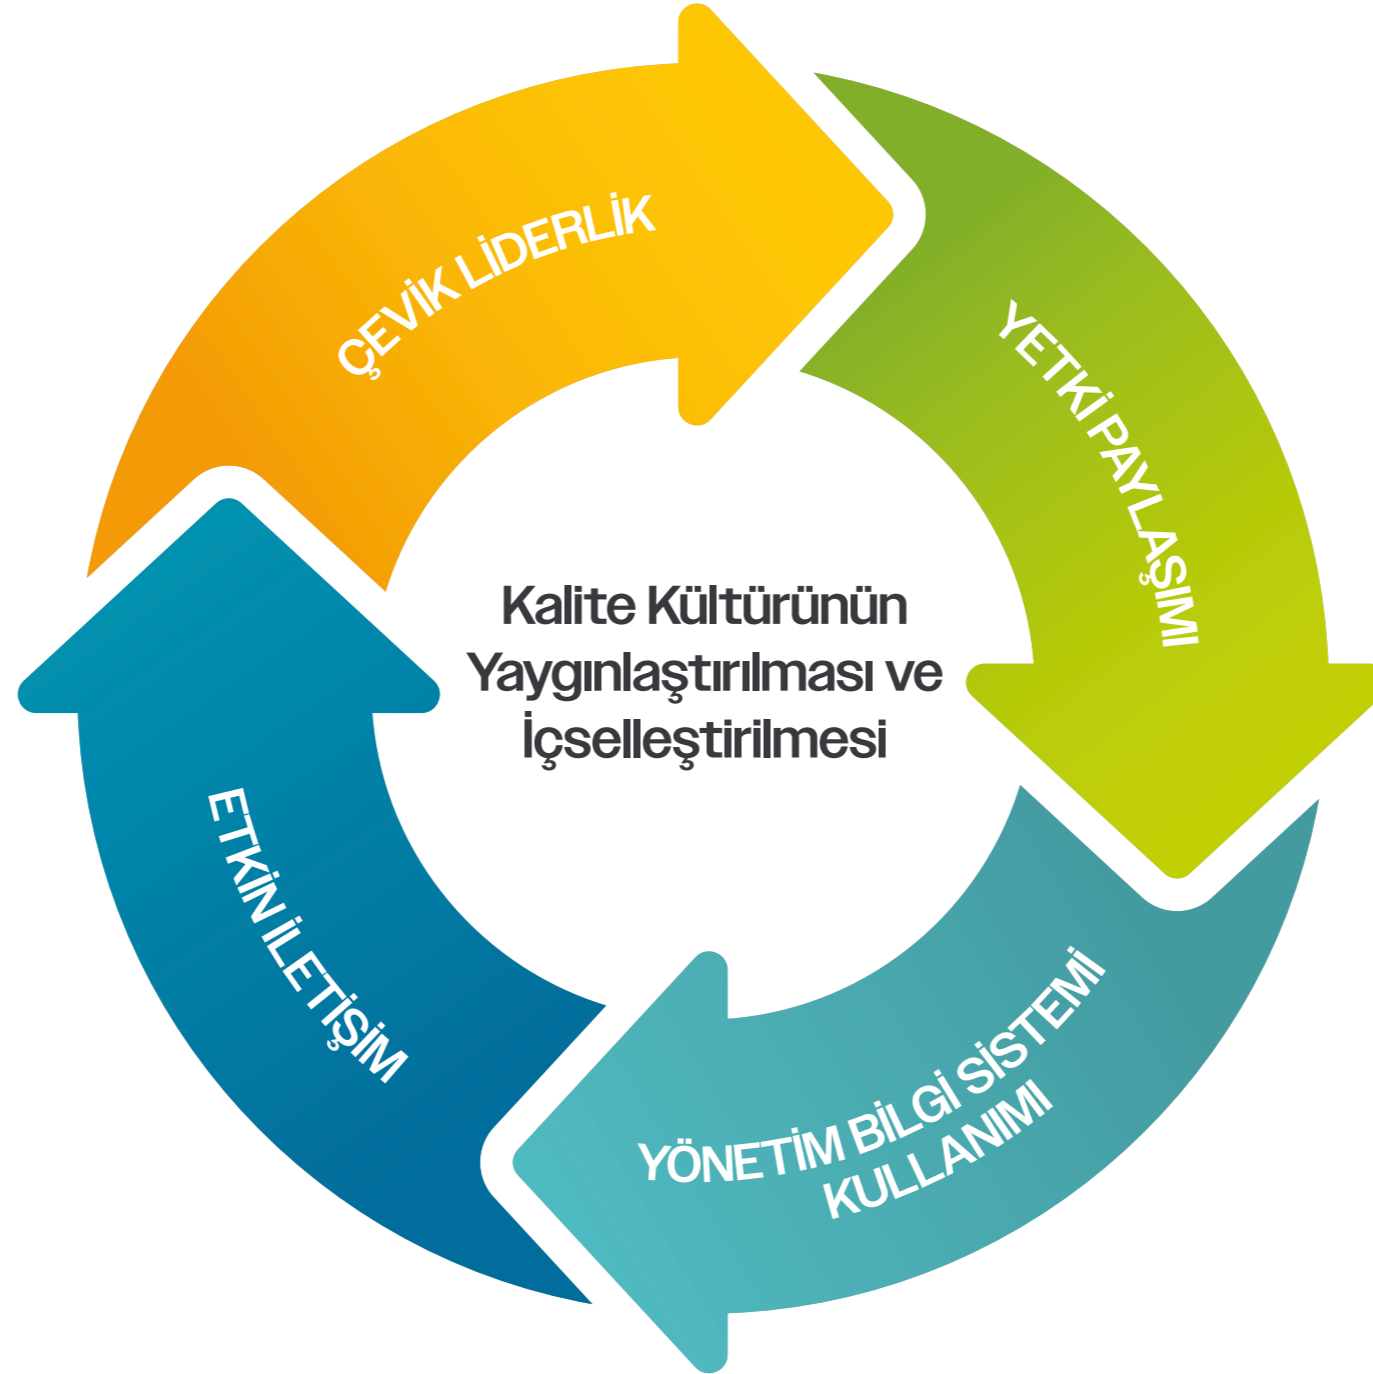 ÇEVİK LİDERLİK
YETKİ PAYLAŞIMI
Kalite Kültürünün
Yaygınlaştırılması ve
İçselleştirilmesi
ETKİN İLETİŞİM
YÖNETİM BİLGİ SİSTEMİ
KULLANIMI